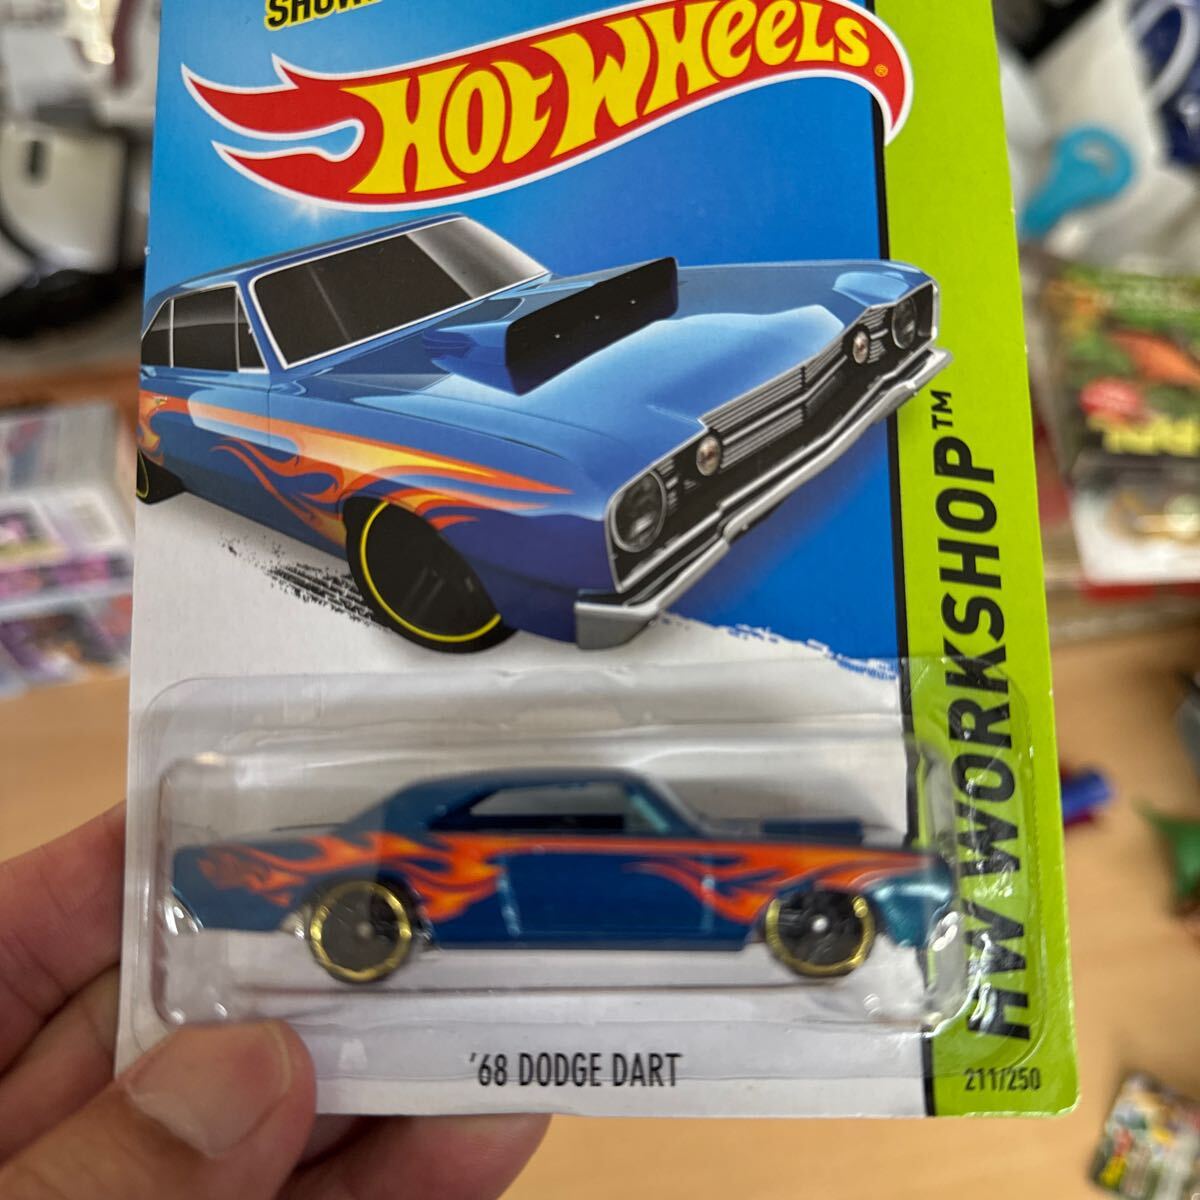 HOT WHEELS®
HW WORKSHOP™
'68 DODGE DART
211/250